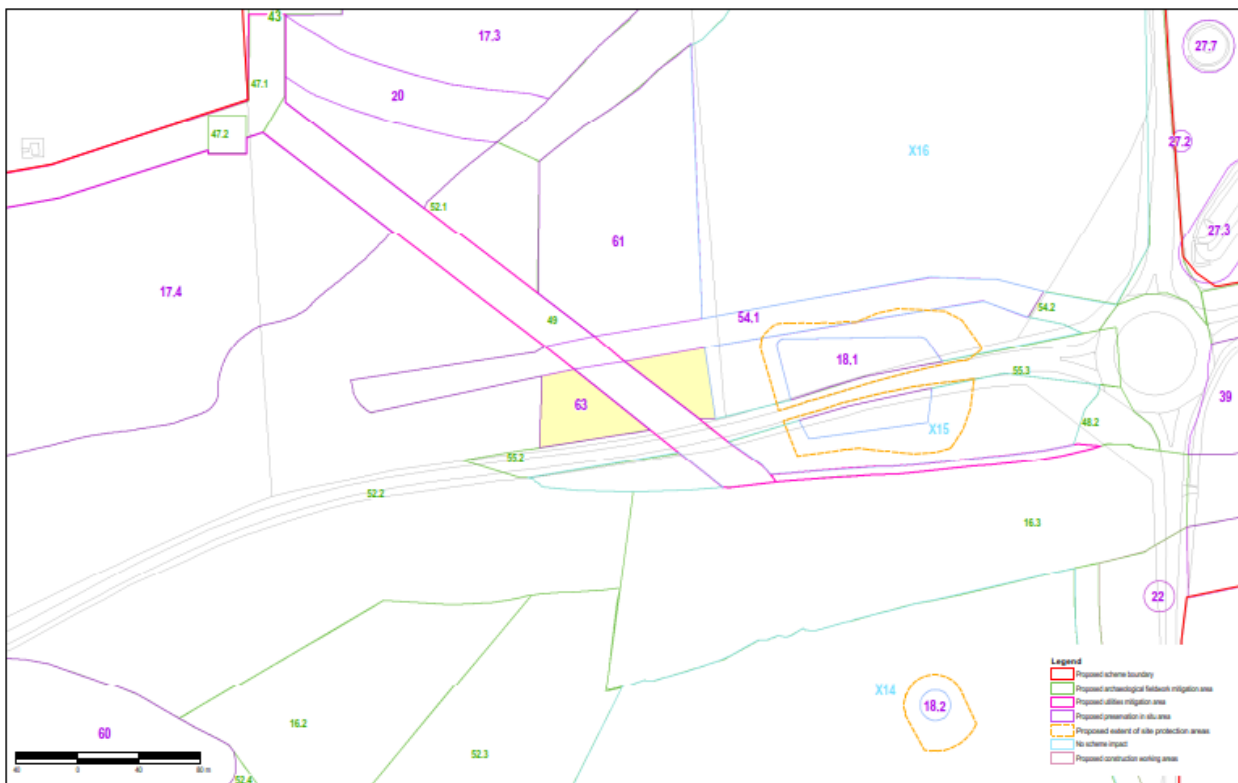 43
17.3
27.7
47.1
20
47.2
27.2
X16
52.1
27.3
61
17.4
54.1
54.2
49
18.1
55.3
63
39
48.2
X15
55.2
52.2
16.3
22
Legend
Proposed scheme boundary
Proposed archaeological fieldwork mitigation area
Proposed utilities mitigation area
Proposed preservation in situ area
Proposed extent of site protection areas
No scheme impact
Proposed construction working areas
X14
18.2
16.2
60
52.3
40 0 40 80 m
52.4